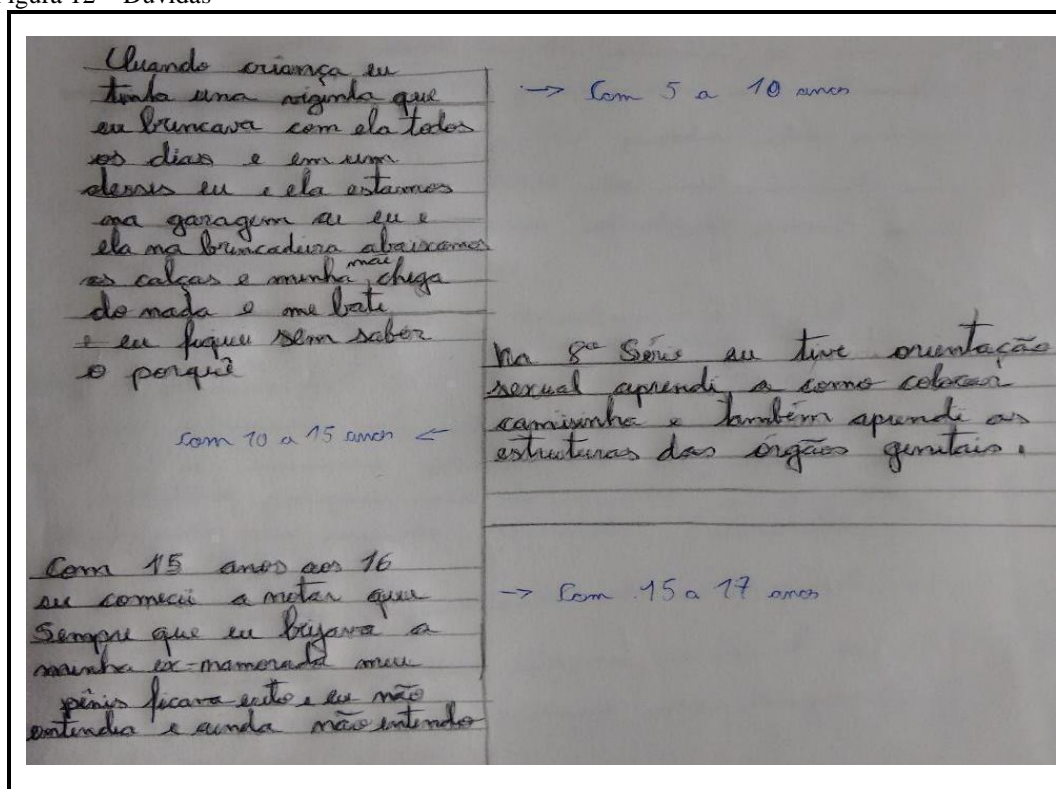 Figura 12 – Dúvidas
Quando criança eu
tinha uma viginha que
eu brincava com ela todos
os dias e em um
desses eu e ela estamos
na garagem ai eu e
ela na brincadeira abaixamos
as calças e minha mãe chega
do nada e me bate
e eu fiquei sem saber
o porquê
→ Com 5 a 10 anos
Na 8ª Série eu tive orientação
sexual aprendi a como colocar
camisinha e também aprendi as
estruturas dos órgãos genitais.
Com 10 a 15 anos ←
Com 15 anos aos 16
eu comecei a notar que
Sempre que eu beijava a
minha ex-namorada meu
pênis ficava ereto e eu não
entendia e ainda não entendo
→ Com 15 a 17 anos